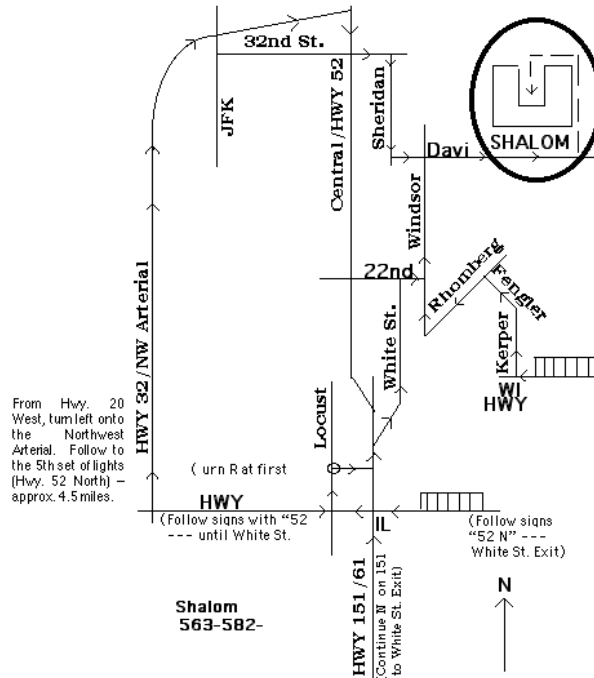 32nd St.
JFK
Central/HWY 52
Sheridan
SHALOM
Davi
Windsor
22nd
Rhomberg
Fengler
Kerper
WI
HWY
White St.
HWY 32/NW Arterial
Locust
From Hwy. 20
West, turn left onto
the Northwest
Arterial. Follow to
the 5th set of lights
(Hwy. 52 North) –
approx. 4.5 miles.
( urn R at first
HWY
(Follow signs with "52
---- until White St.
IL
(Follow signs
"52 N" ---
White St. Exit)
HWY 151/61
(Continue N on 151
to White St. Exit)
N
Shalom
563-582-